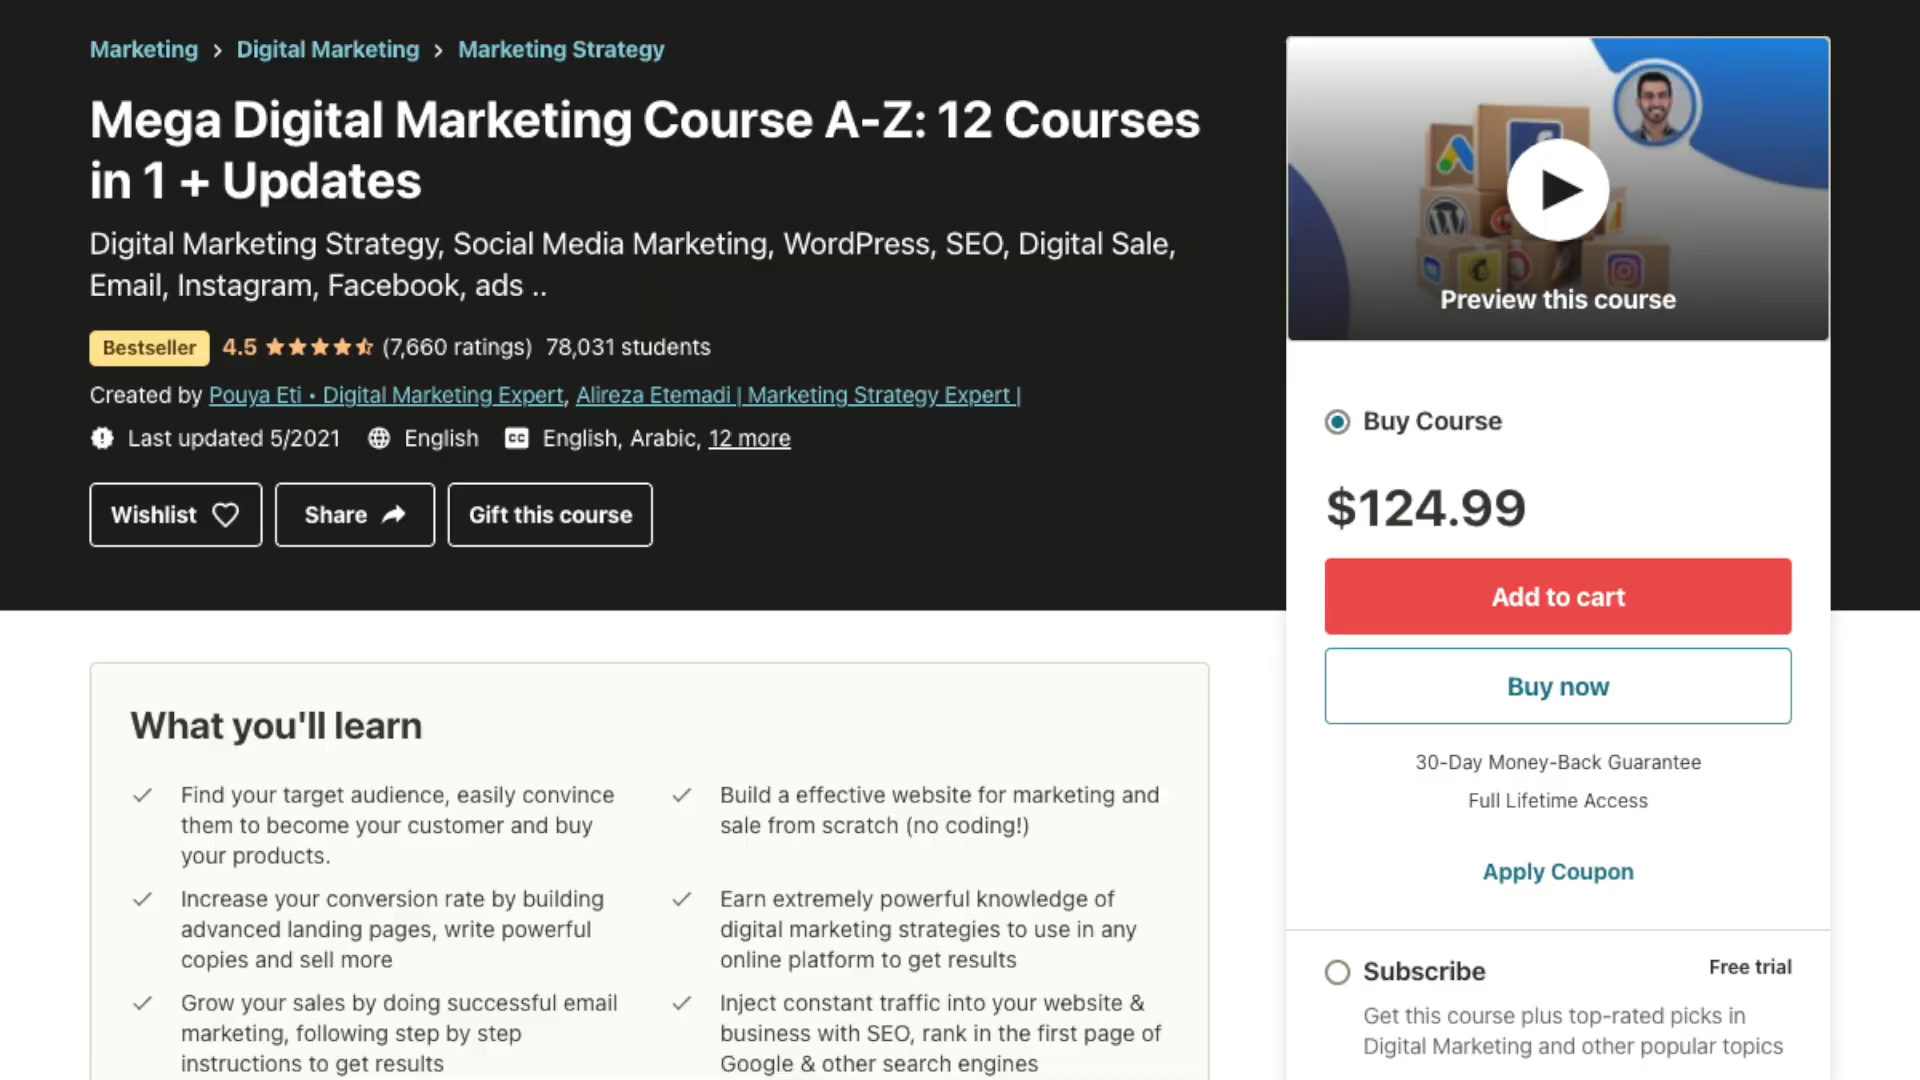 Marketing > Digital Marketing > Marketing Strategy
Mega Digital Marketing Course A-Z: 12 Courses
in 1 + Updates
Digital Marketing Strategy, Social Media Marketing, WordPress, SEO, Digital Sale,
Email, Instagram, Facebook, ads ..
Bestseller 4.5 (7,660 ratings) 78,031 students
Created by Pouya Eti • Digital Marketing Expert, Alireza Etemadi | Marketing Strategy Expert |
Last updated 5/2021 English CC English, Arabic, 12 more
Wishlist Share Gift this course
What you'll learn
Find your target audience, easily convince
them to become your customer and buy
your products.
Build a effective website for marketing and
sale from scratch (no coding!)
Increase your conversion rate by building
advanced landing pages, write powerful
copies and sell more
Earn extremely powerful knowledge of
digital marketing strategies to use in any
online platform to get results
Grow your sales by doing successful email
marketing, following step by step
instructions to get results
Inject constant traffic into your website &
business with SEO, rank in the first page of
Google & other search engines
Preview this course
Buy Course
$124.99
Add to cart
Buy now
30-Day Money-Back Guarantee
Full Lifetime Access
Apply Coupon
Subscribe Free trial
Get this course plus top-rated picks in
Digital Marketing and other popular topics